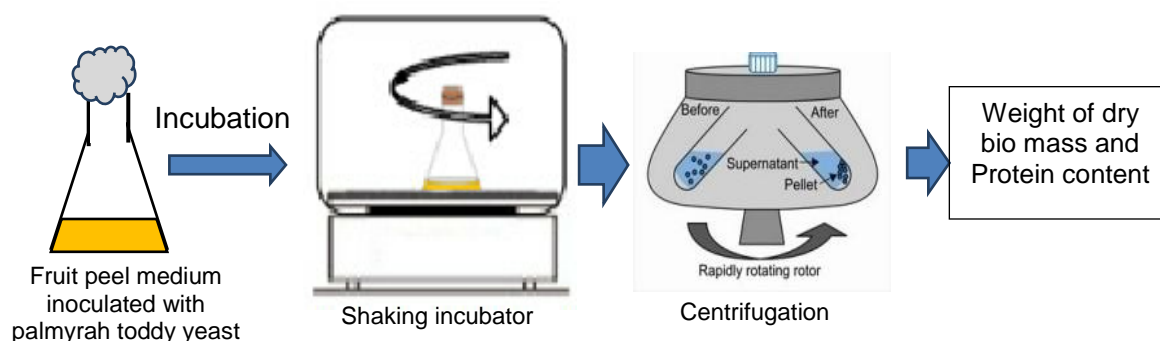 Incubation
Fruit peel medium
inoculated with
palmyrah toddy yeast
Shaking incubator
Before
After
Supernatant
Pellet
Rapidly rotating rotor
Centrifugation
Weight of dry
bio mass and
Protein content